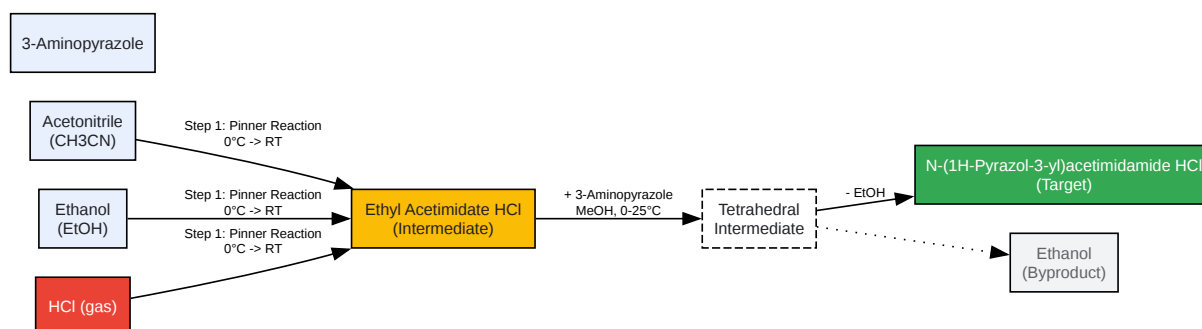 3-Aminopyrazole
Acetonitrile
(CH3CN)
Step 1: Pinner Reaction
0°C -> RT
Ethanol
(EtOH)
Step 1: Pinner Reaction
0°C -> RT
Step 1: Pinner Reaction
0°C -> RT
HCl (gas)
Ethyl Acetimidate HCl
(Intermediate)
+ 3-Aminopyrazole
MeOH, 0-25°C
Tetrahedral
Intermediate
- EtOH
N-(1H-Pyrazol-3-yl)acetimidamide HCl
(Target)
Ethanol
(Byproduct)